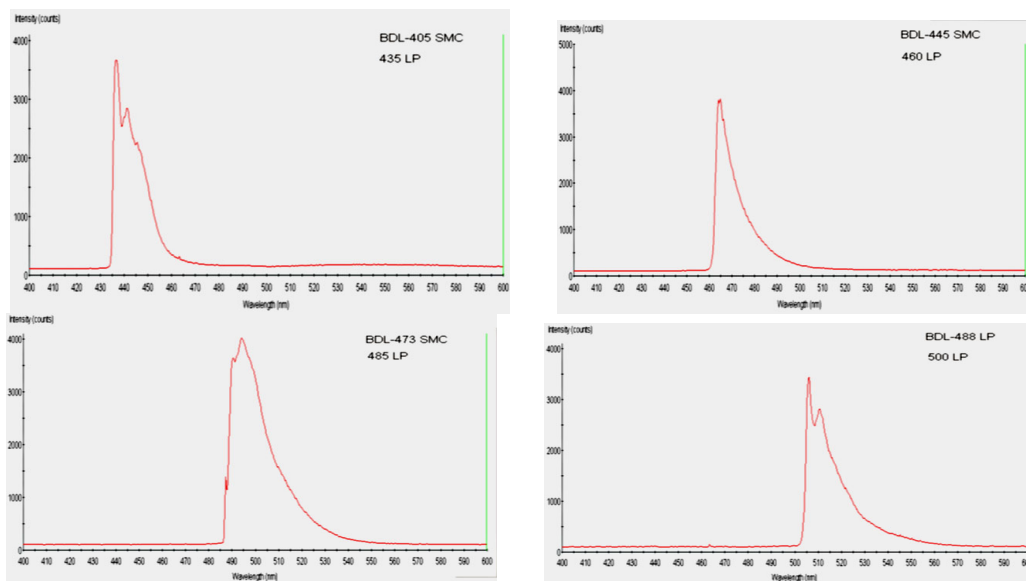 Intensity (counts)
BDL-405 SMC
435 LP
4000
3000
2000
1000
0
400 410 420 430 440 450 460 470 480 490 500 510 520 530 540 550 560 570 580 590 600
Wavelength (nm)
Intensity (counts)
BDL-445 SMC
460 LP
5000
4000
3000
2000
1000
0
400 410 420 430 440 450 460 470 480 490 500 510 520 530 540 550 560 570 580 590 600
Wavelength (nm)
Intensity (counts)
BDL-473 SMC
485 LP
4000
3000
2000
1000
0
400 410 420 430 440 450 460 470 480 490 500 510 520 530 540 550 560 570 580 590 600
Wavelength (nm)
Intensity (counts)
BDL-488 LP
500 LP
4000
3000
2000
1000
0
400 410 420 430 440 450 460 470 480 490 500 510 520 530 540 550 560 570 580 590 600
Wavelength (nm)